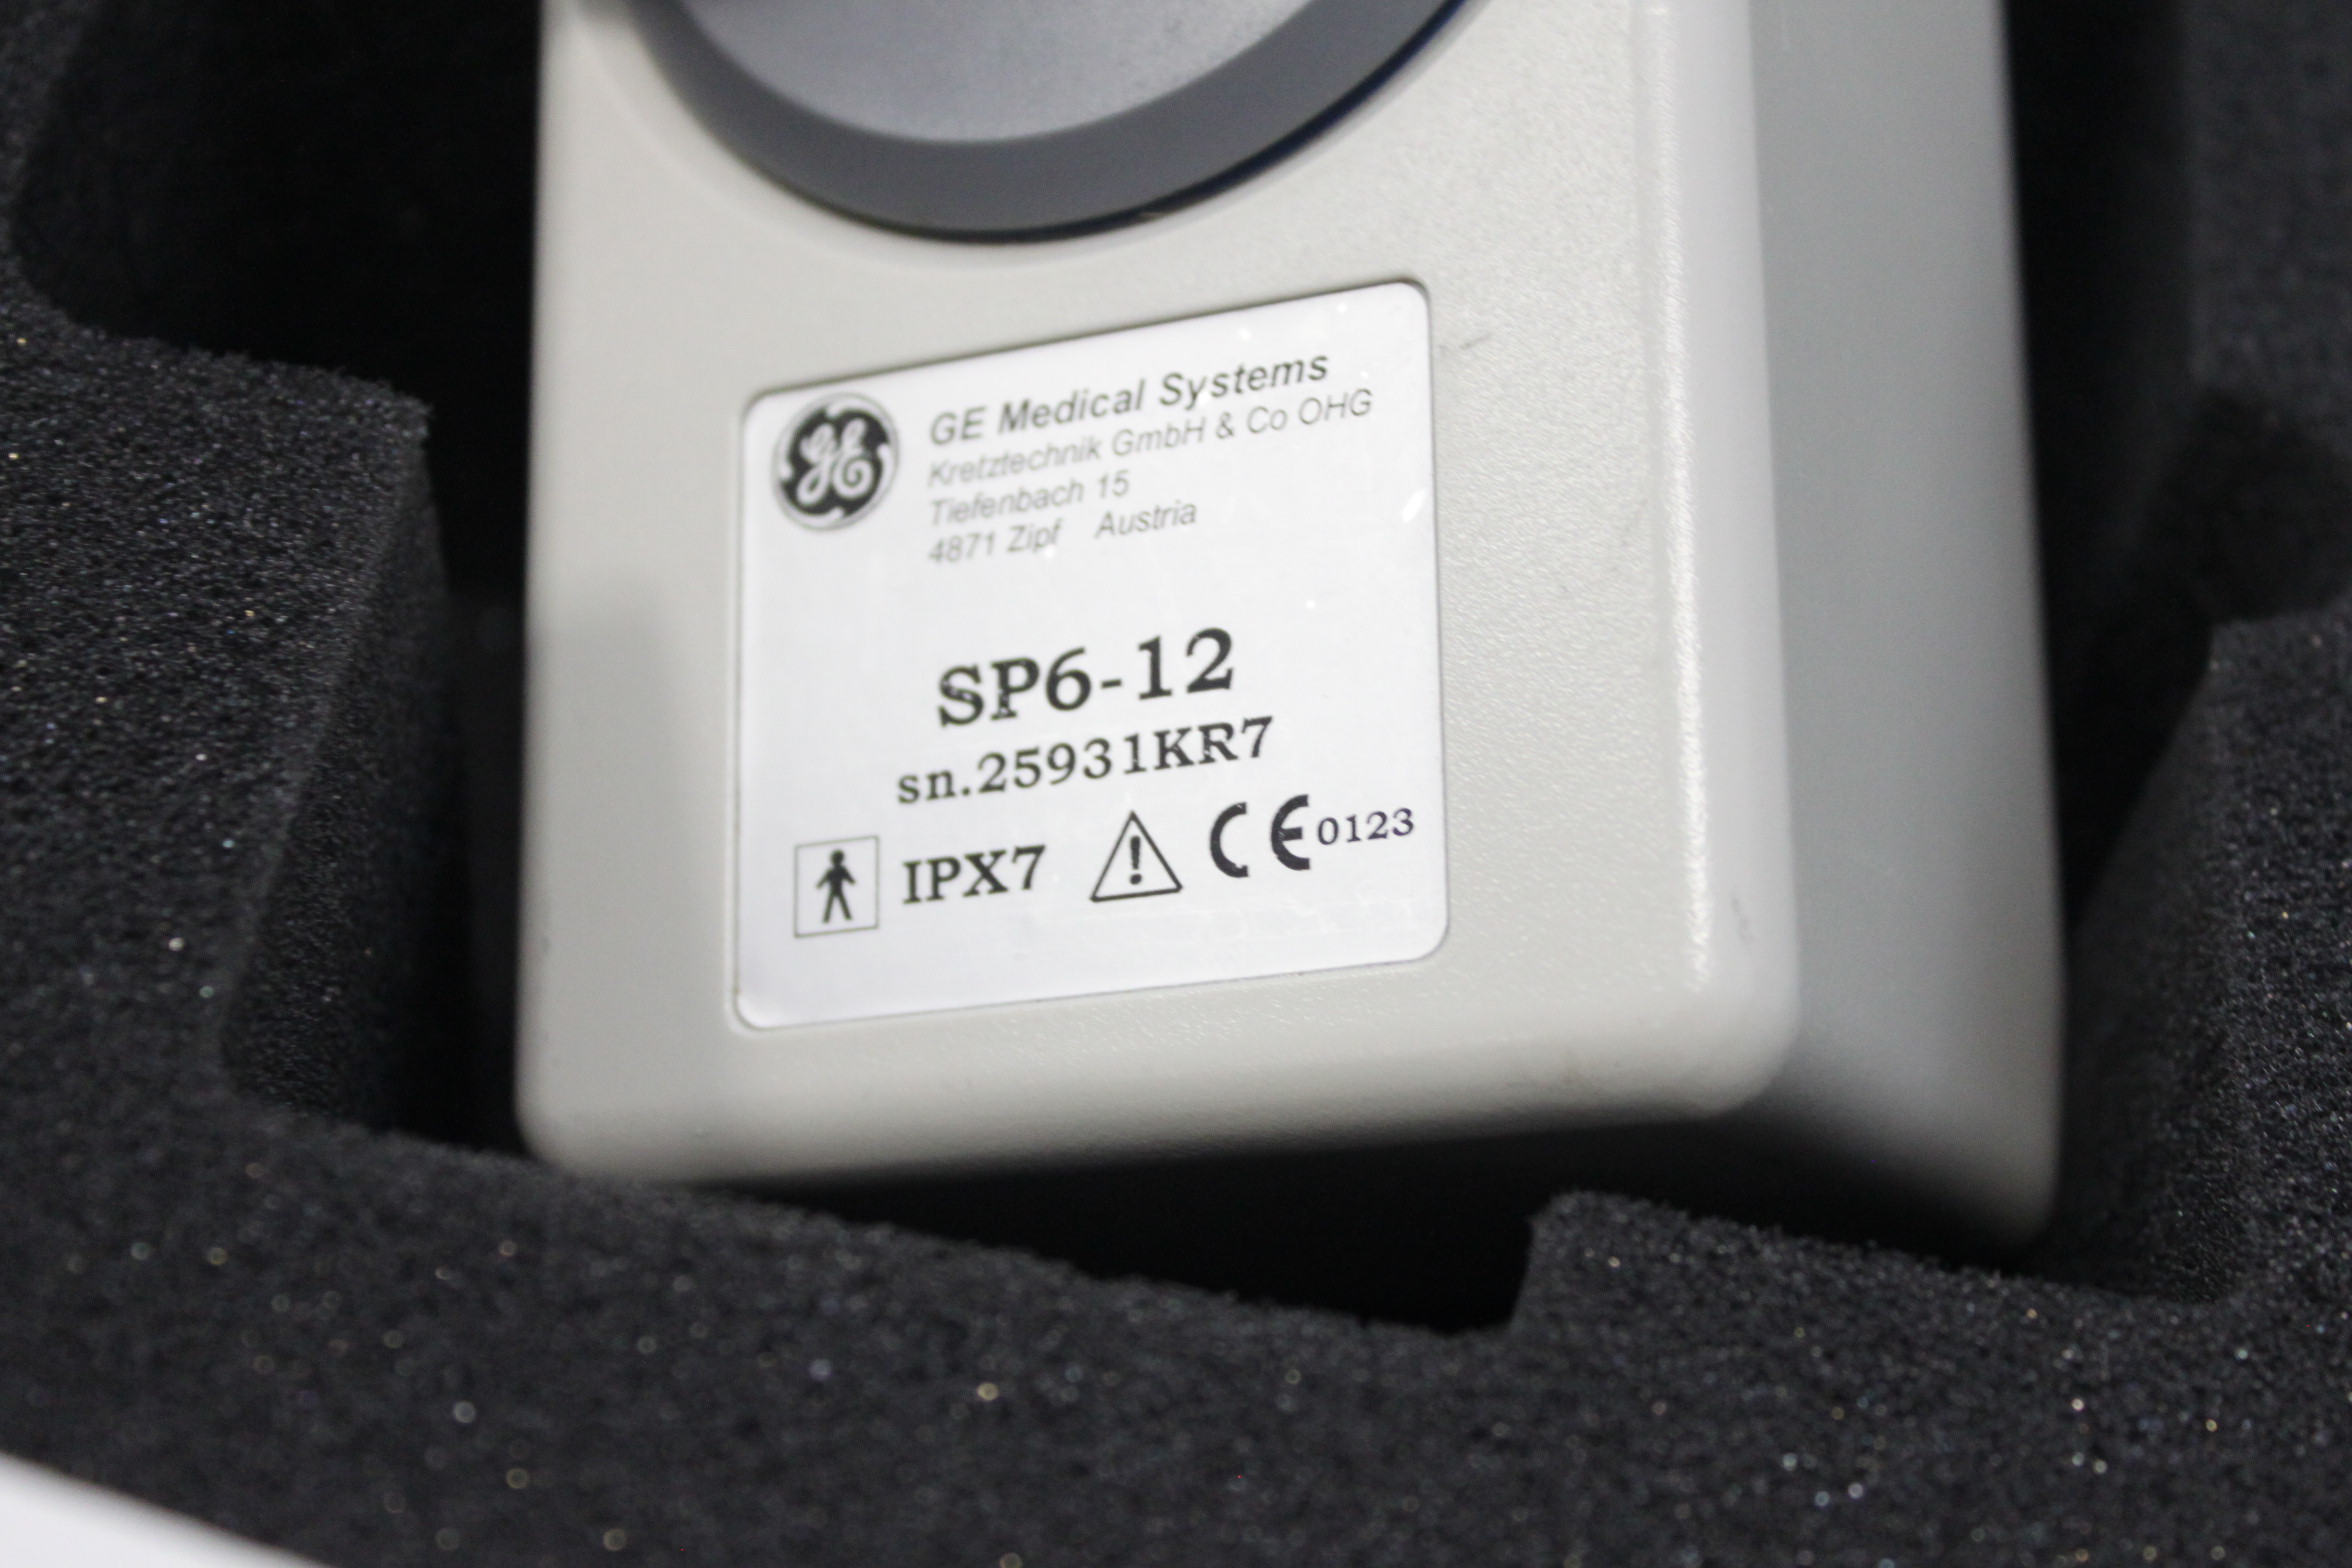 GE GE Medical Systems
Kretztechnik GmbH & Co OHG
Tiefenbach 15
4871 Zipf Austria
SP6-12
sn.25931KR7
IPX7 CE 0123